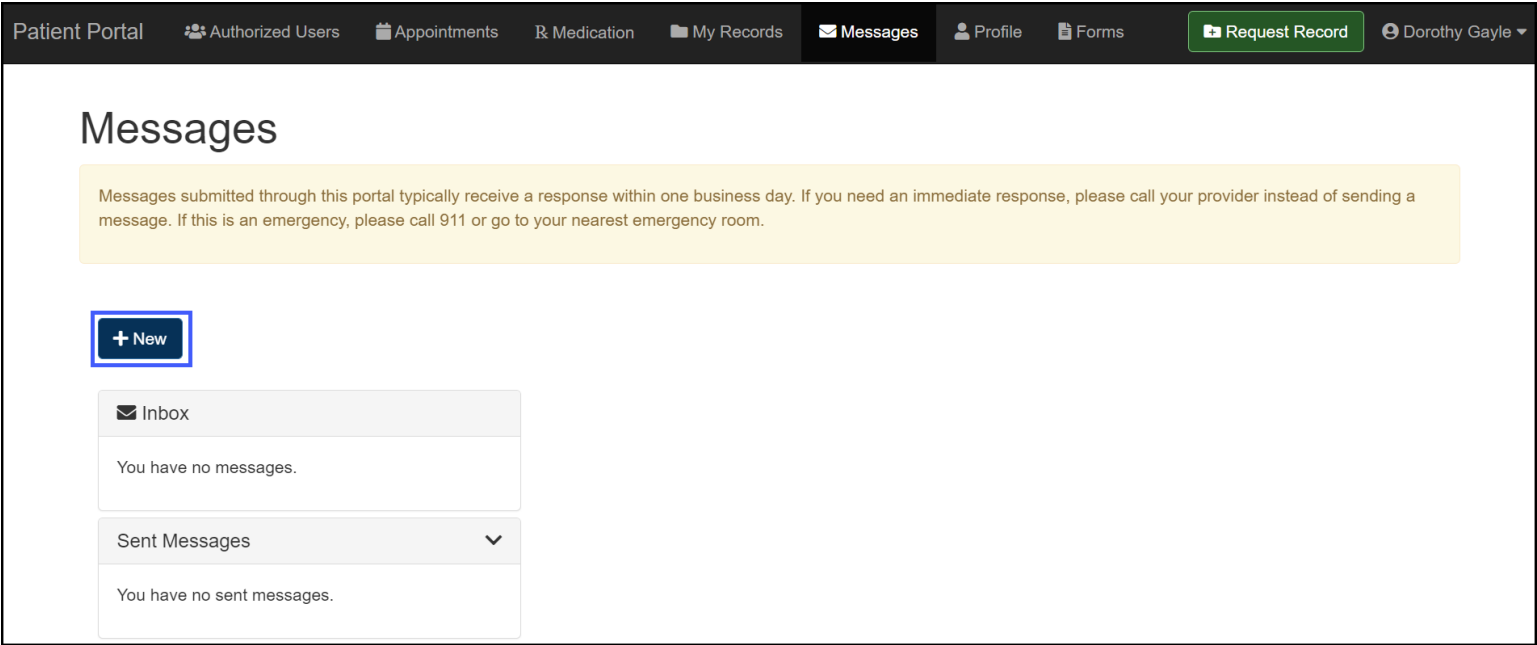 Patient Portal Authorized Users Appointments Rx Medication My Records Messages Profile Forms Request Record Dorothy Gayle
Messages
Messages submitted through this portal typically receive a response within one business day. If you need an immediate response, please call your provider instead of sending a
message. If this is an emergency, please call 911 or go to your nearest emergency room.
+ New
Inbox
You have no messages.
Sent Messages
You have no sent messages.